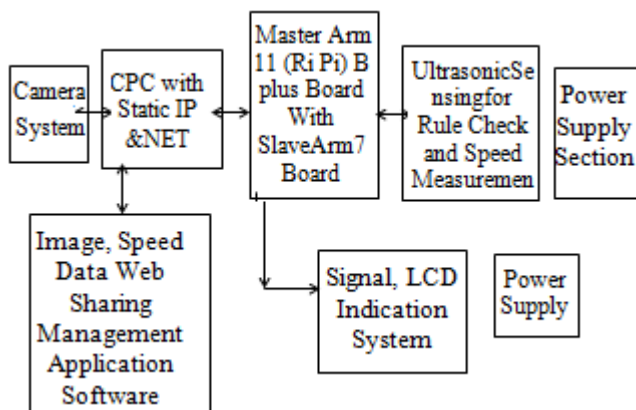 Camera
System
CPC with
Static IP
&NET
Master Arm
11 (Ri Pi) B
plus Board
With
SlaveArm7
Board
UltrasonicSe
nsingfor
Rule Check
and Speed
Measuremen
Power
Supply
Section
Image, Speed
Data Web
Sharing
Management
Application
Software
Signal, LCD
Indication
System
Power
Supply